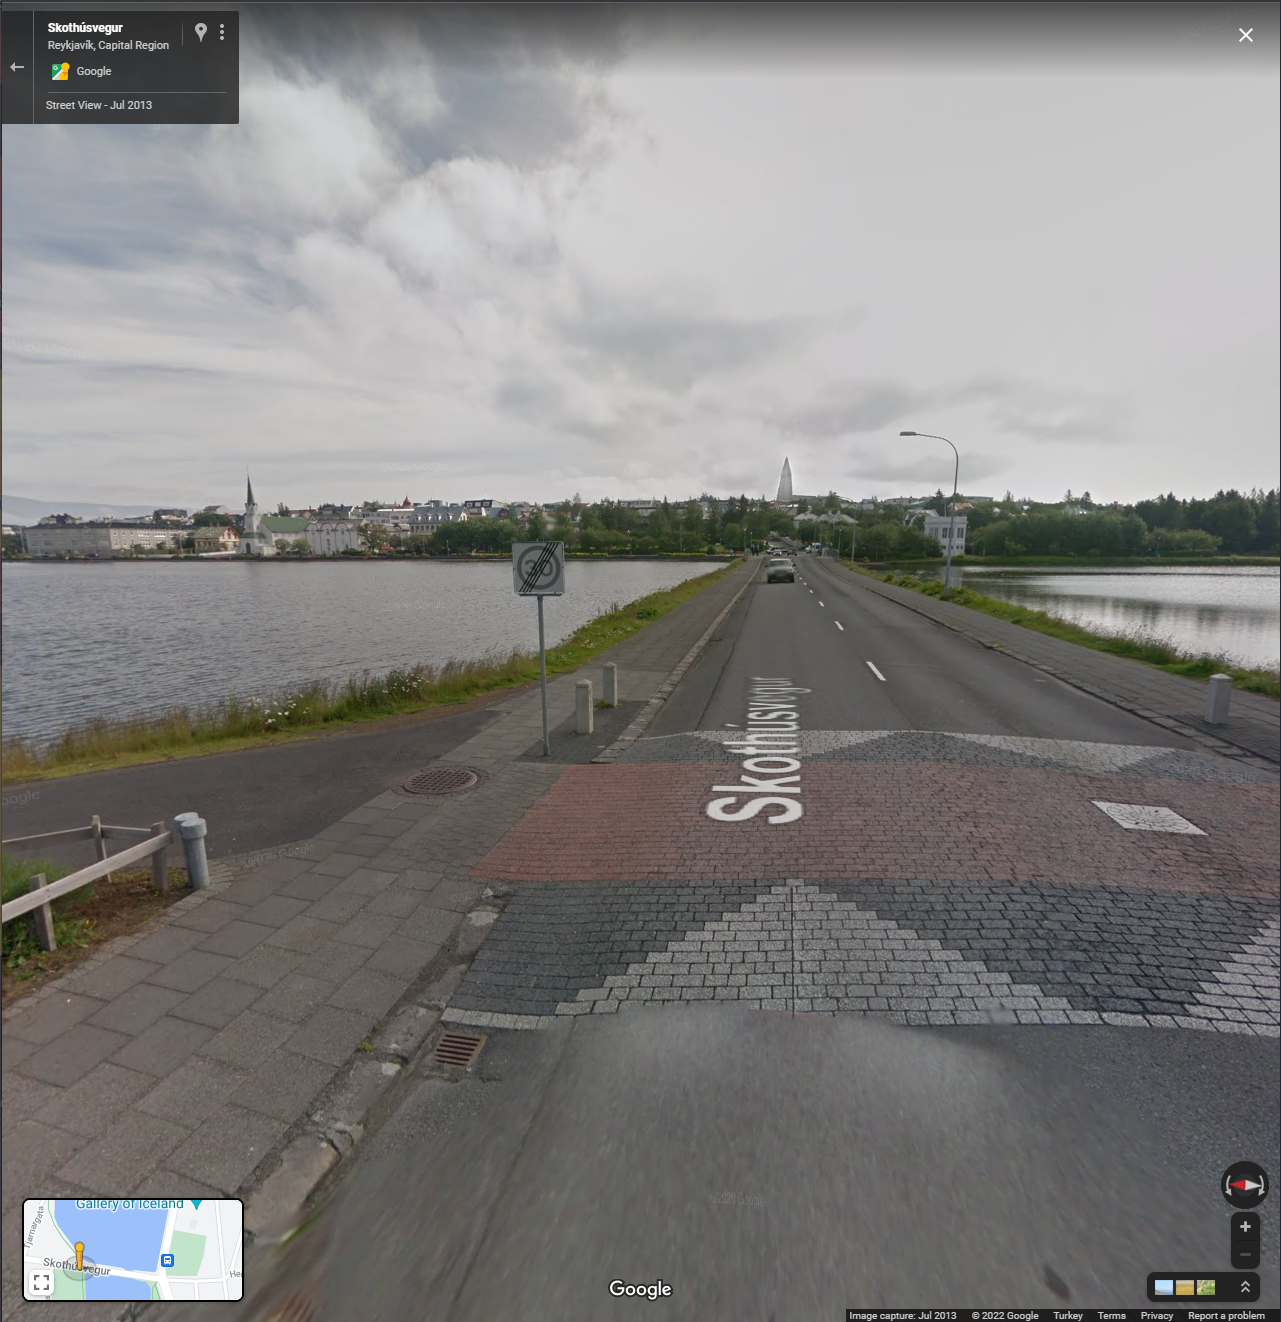 Skothúsvegur
Reykjavík, Capital Region
Google
Street View - Jul 2013
30
Skothúsvegur
Gallery of Iceland
Tjarnargata
Skothúsvegur
Google
Image capture: Jul 2013 © 2022 Google Turkey Terms Privacy Report a problem